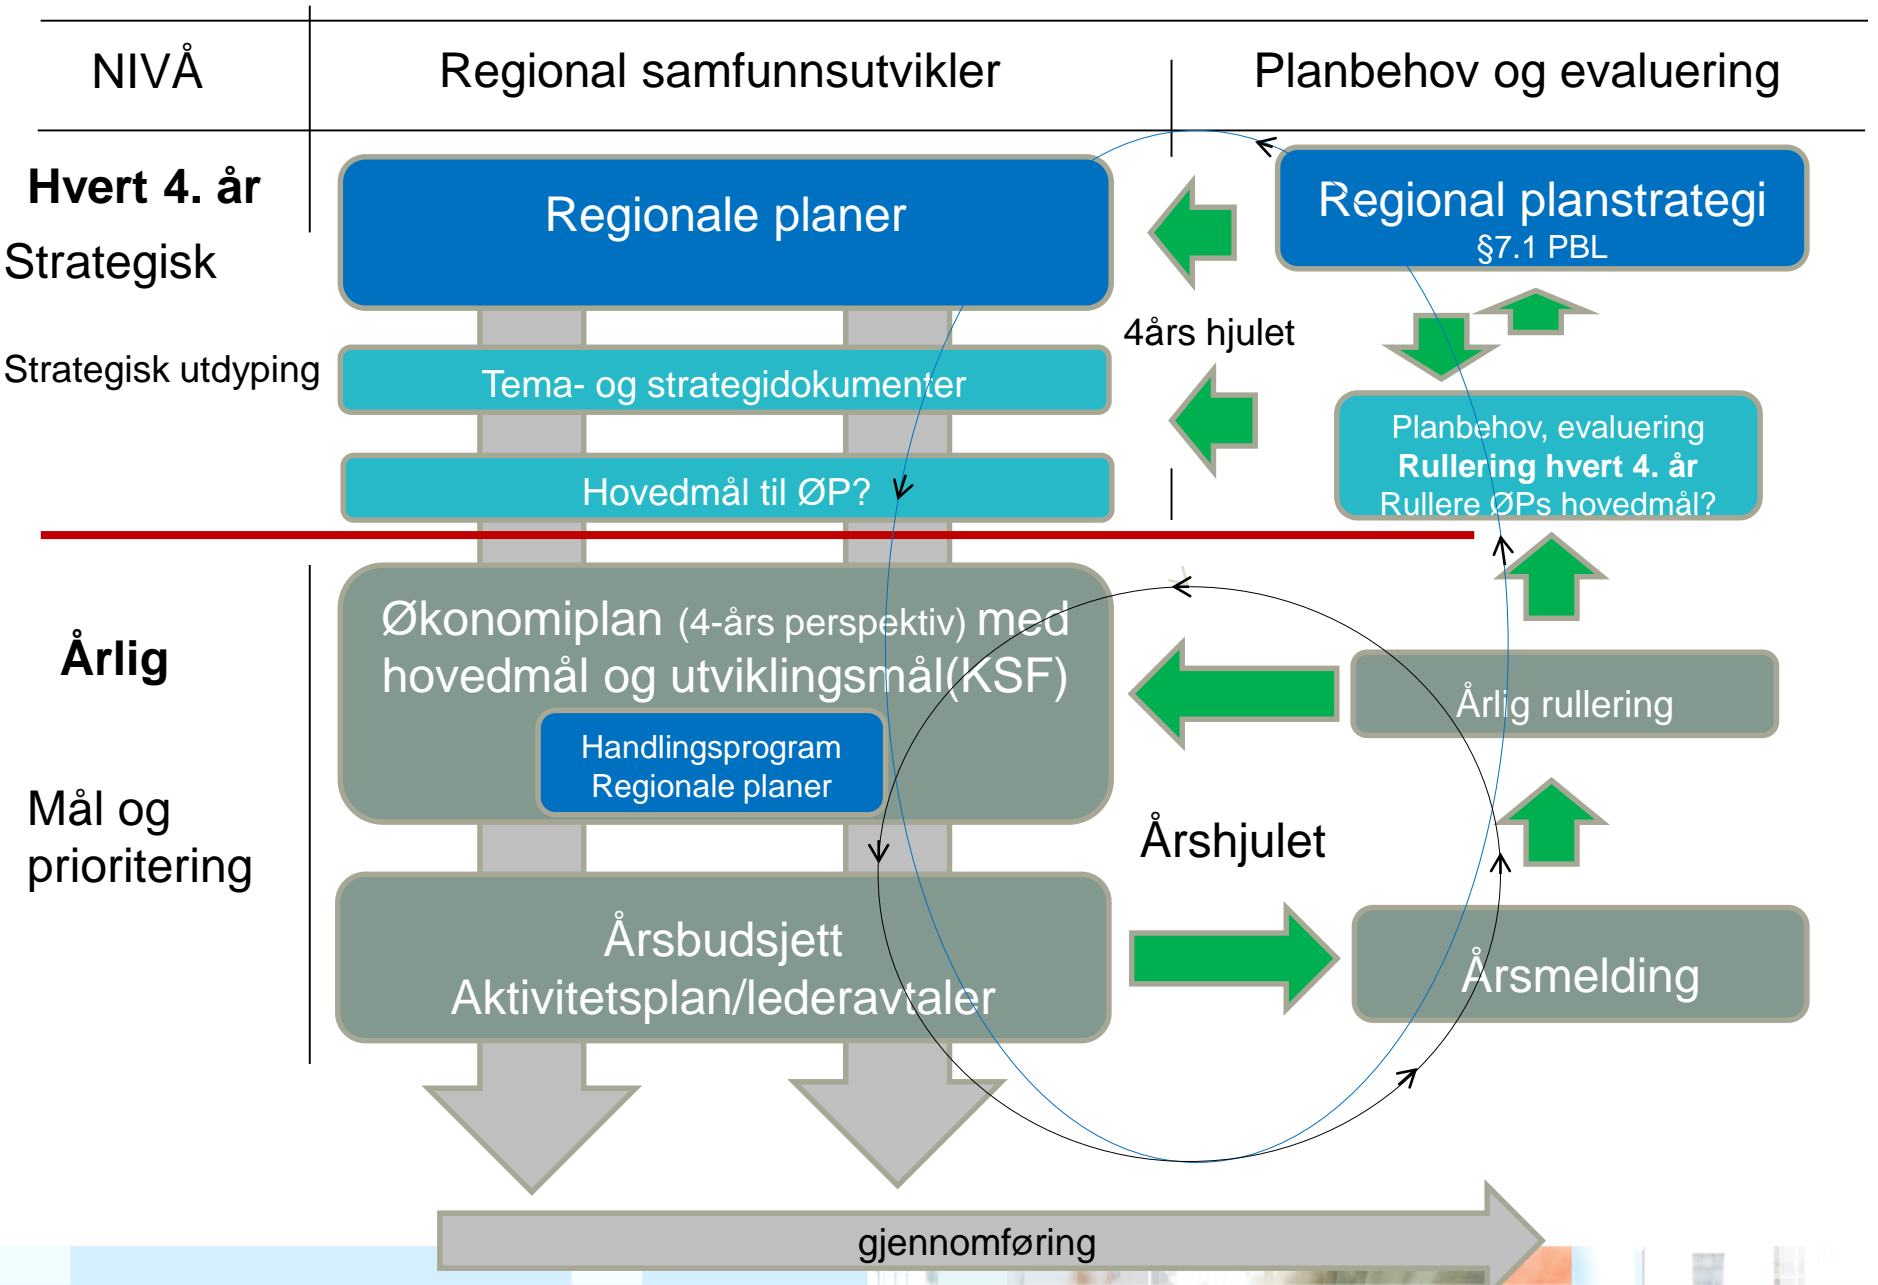 NIVÅ
Regional samfunnsutvikler
Planbehov og evaluering
Hvert 4. år
Strategisk
Regionale planer
Regional planstrategi
§7.1 PBL
4års hjulet
Strategisk utdyping
Tema- og strategidokumenter
Hovedmål til ØP?
Planbehov, evaluering
Rullering hvert 4. år
Rullere ØPs hovedmål?
Årlig
Økonomiplan (4-års perspektiv) med
hovedmål og utviklingsmål(KSF)
Handlingsprogram
Regionale planer
Årlig rullering
Mål og
prioritering
Årshjulet
Årsbudsjett
Aktivitetsplan/lederavtaler
Årsmelding
gjennomføring